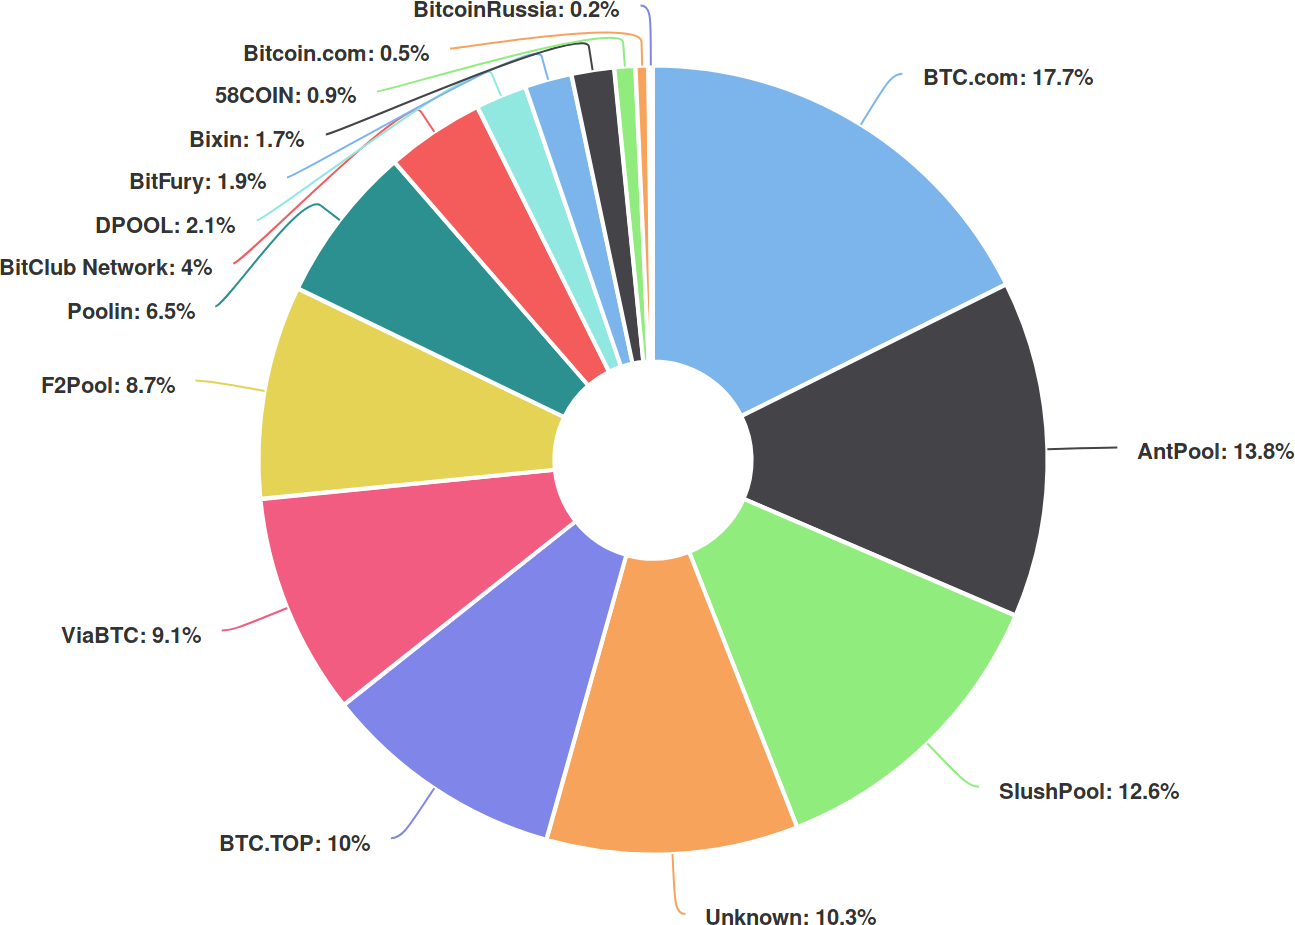 BitcoinRussia: 0.2%
Bitcoin.com: 0.5%
BTC.com: 17.7%
58COIN: 0.9%
Bixin: 1.7%
BitFury: 1.9%
DPOOL: 2.1%
BitClub Network: 4%
Poolin: 6.5%
F2Pool: 8.7%
AntPool: 13.8%
ViaBTC: 9.1%
SlushPool: 12.6%
BTC.TOP: 10%
Unknown: 10.3%